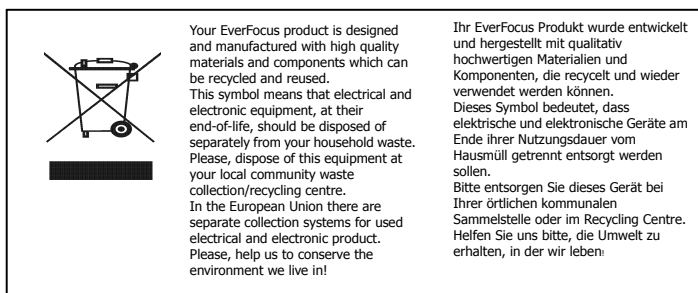 Your EverFocus product is designed
and manufactured with high quality
materials and components which can
be recycled and reused.
This symbol means that electrical and
electronic equipment, at their
end-of-life, should be disposed of
separately from your household waste.
Please, dispose of this equipment at
your local community waste
collection/recycling centre.
In the European Union there are
separate collection systems for used
electrical and electronic product.
Please, help us to conserve the
environment we live in!
Ihr EverFocus Produkt wurde entwickelt
und hergestellt mit qualitativ
hochwertigen Materialien und
Komponenten, die recycelt und wieder
verwendet werden können.
Dieses Symbol bedeutet, dass
elektrische und elektronische Geräte am
Ende ihrer Nutzungsdauer vom
Hausmüll getrennt entsorgt werden
sollen.
Bitte entsorgen Sie dieses Gerät bei
Ihrer örtlichen kommunalen
Sammelstelle oder im Recycling Centre.
Helfen Sie uns bitte, die Umwelt zu
erhalten, in der wir leben!